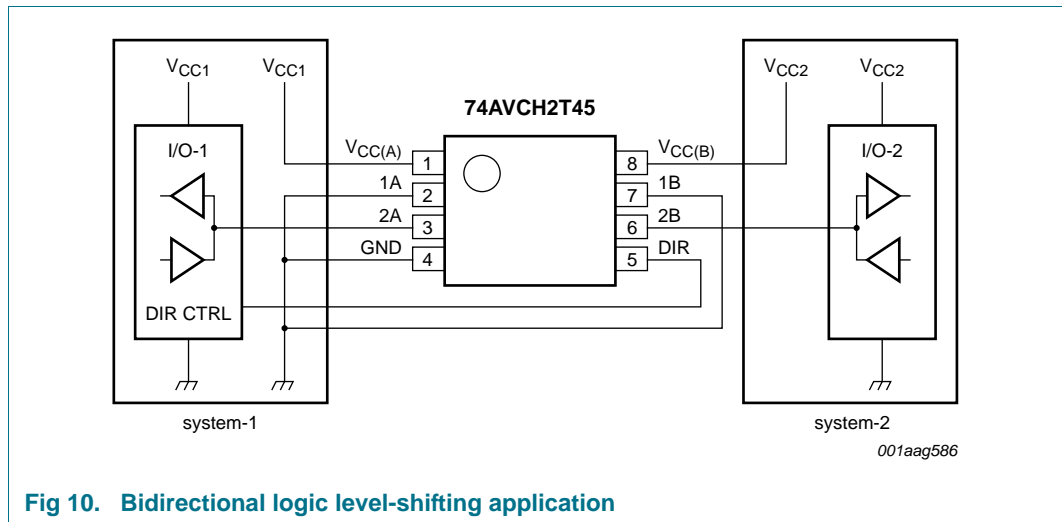 VCC1 VCC1 VCC2 VCC2
74AVCH2T45
I/O-1 VCC(A) 1 8 VCC(B) I/O-2
1A 2 7 1B
2A 3 6 2B
GND 4 5 DIR
DIR CTRL
system-1 system-2
001aag586
Fig 10. Bidirectional logic level-shifting application